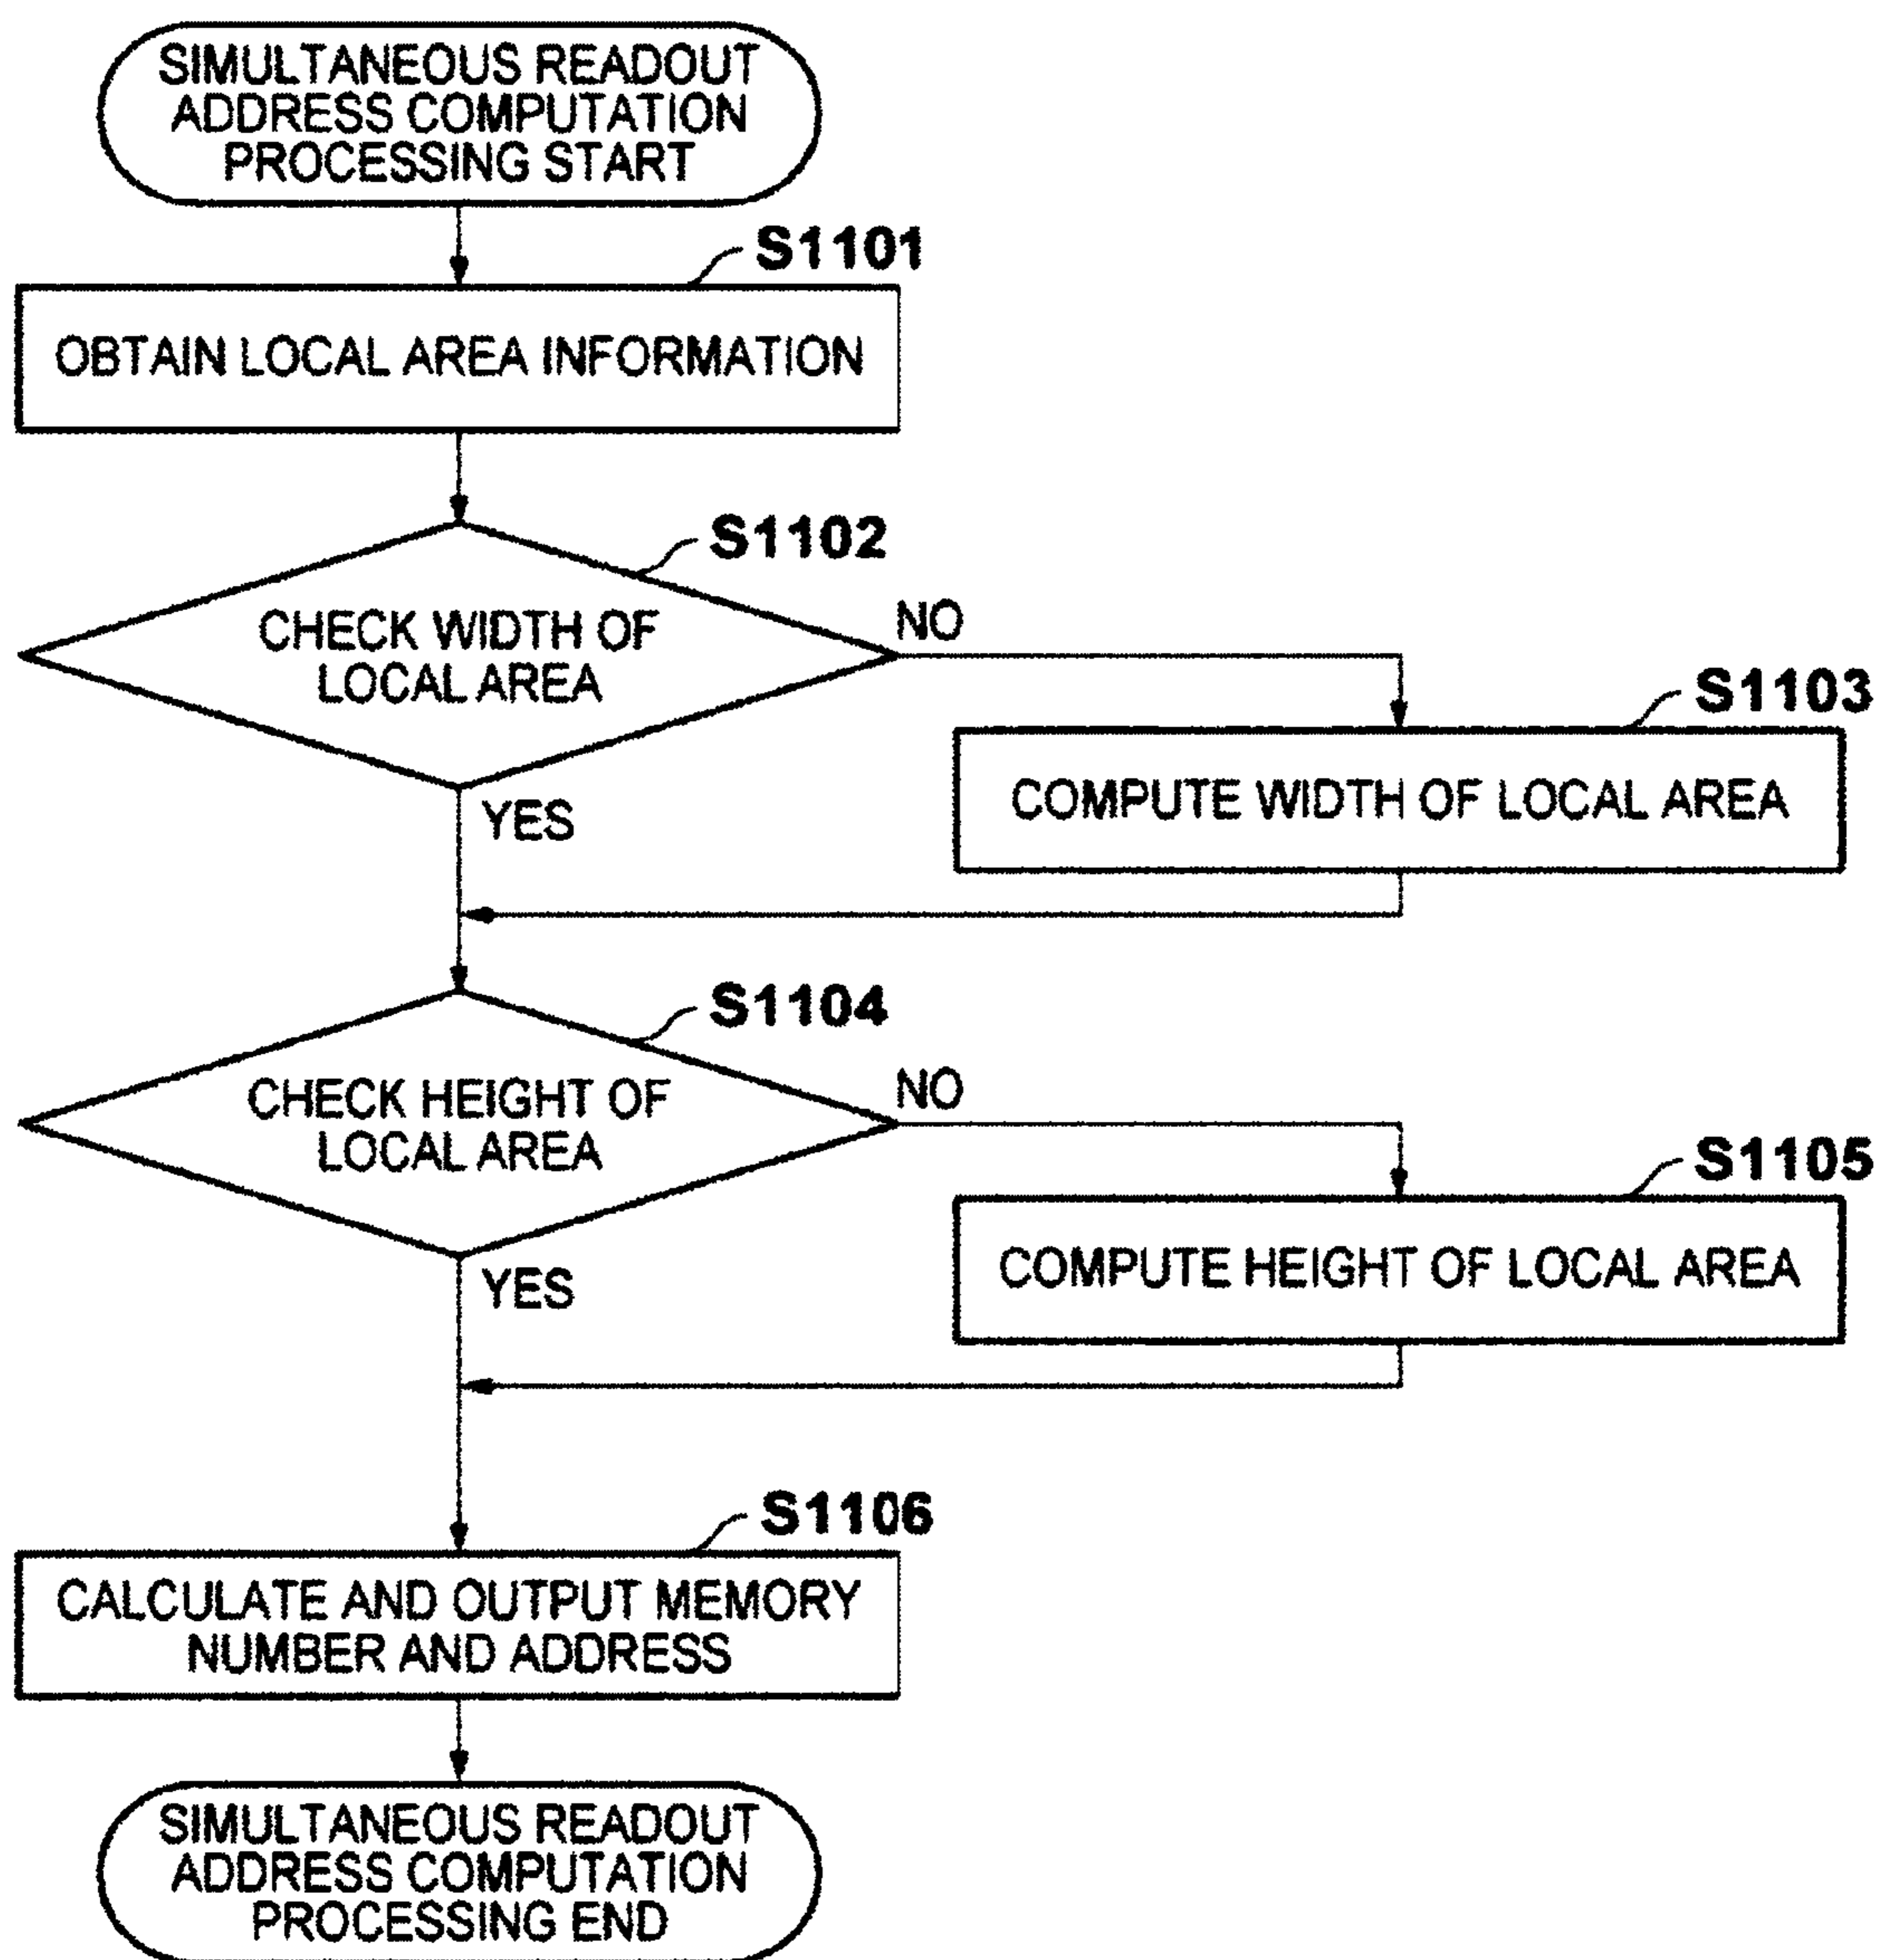 SIMULTANEOUS READOUT
ADDRESS COMPUTATION
PROCESSING START
S1101
OBTAIN LOCAL AREA INFORMATION
S1102
CHECK WIDTH OF
LOCAL AREA
NO
S1103
COMPUTE WIDTH OF LOCAL AREA
YES
S1104
CHECK HEIGHT OF
LOCAL AREA
NO
S1105
COMPUTE HEIGHT OF LOCAL AREA
YES
S1106
CALCULATE AND OUTPUT MEMORY
NUMBER AND ADDRESS
SIMULTANEOUS READOUT
ADDRESS COMPUTATION
PROCESSING END